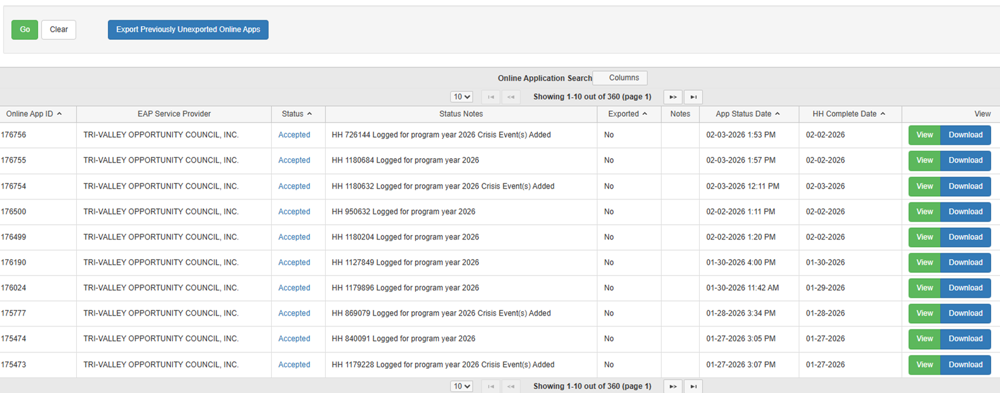 Go Clear Export Previously Unexported Online Apps
Online Application Search Columns
10 Showing 1-10 out of 360 (page 1)
Online App ID EAP Service Provider Status Status Notes Exported Notes App Status Date HH Complete Date View
176756 TRI-VALLEY OPPORTUNITY COUNCIL, INC. Accepted HH 726144 Logged for program year 2026 Crisis Event(s) Added No 02-03-2026 1:53 PM 02-02-2026 View Download
176755 TRI-VALLEY OPPORTUNITY COUNCIL, INC. Accepted HH 1180684 Logged for program year 2026 No 02-03-2026 1:57 PM 02-02-2026 View Download
176754 TRI-VALLEY OPPORTUNITY COUNCIL, INC. Accepted HH 1180632 Logged for program year 2026 Crisis Event(s) Added No 02-03-2026 12:11 PM 02-03-2026 View Download
176500 TRI-VALLEY OPPORTUNITY COUNCIL, INC. Accepted HH 950632 Logged for program year 2026 No 02-02-2026 1:11 PM 02-02-2026 View Download
176499 TRI-VALLEY OPPORTUNITY COUNCIL, INC. Accepted HH 1180204 Logged for program year 2026 No 02-02-2026 1:20 PM 02-02-2026 View Download
176190 TRI-VALLEY OPPORTUNITY COUNCIL, INC. Accepted HH 1127849 Logged for program year 2026 No 01-30-2026 4:00 PM 01-30-2026 View Download
176024 TRI-VALLEY OPPORTUNITY COUNCIL, INC. Accepted HH 1179896 Logged for program year 2026 No 01-30-2026 11:42 AM 01-29-2026 View Download
175777 TRI-VALLEY OPPORTUNITY COUNCIL, INC. Accepted HH 869079 Logged for program year 2026 Crisis Event(s) Added No 01-28-2026 3:34 PM 01-28-2026 View Download
175474 TRI-VALLEY OPPORTUNITY COUNCIL, INC. Accepted HH 840091 Logged for program year 2026 No 01-27-2026 3:05 PM 01-27-2026 View Download
175473 TRI-VALLEY OPPORTUNITY COUNCIL, INC. Accepted HH 1179228 Logged for program year 2026 Crisis Event(s) Added No 01-27-2026 3:07 PM 01-27-2026 View Download
10 Showing 1-10 out of 360 (page 1)